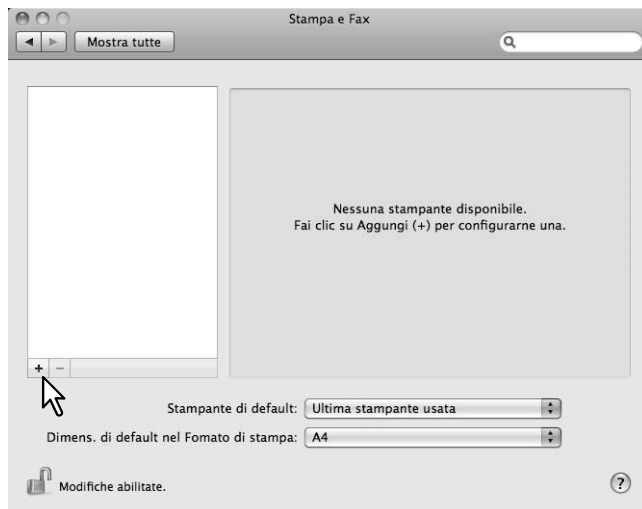 Stampa e Fax
Mostra tutte
Nessuna stampante disponibile.
Fai clic su Aggungi (+) per configurarne una.
+ −
Stampante di default: Ultima stampante usata
Dimens. di default nel Fomato di stampa: A4
Modifiche abilitate.
?